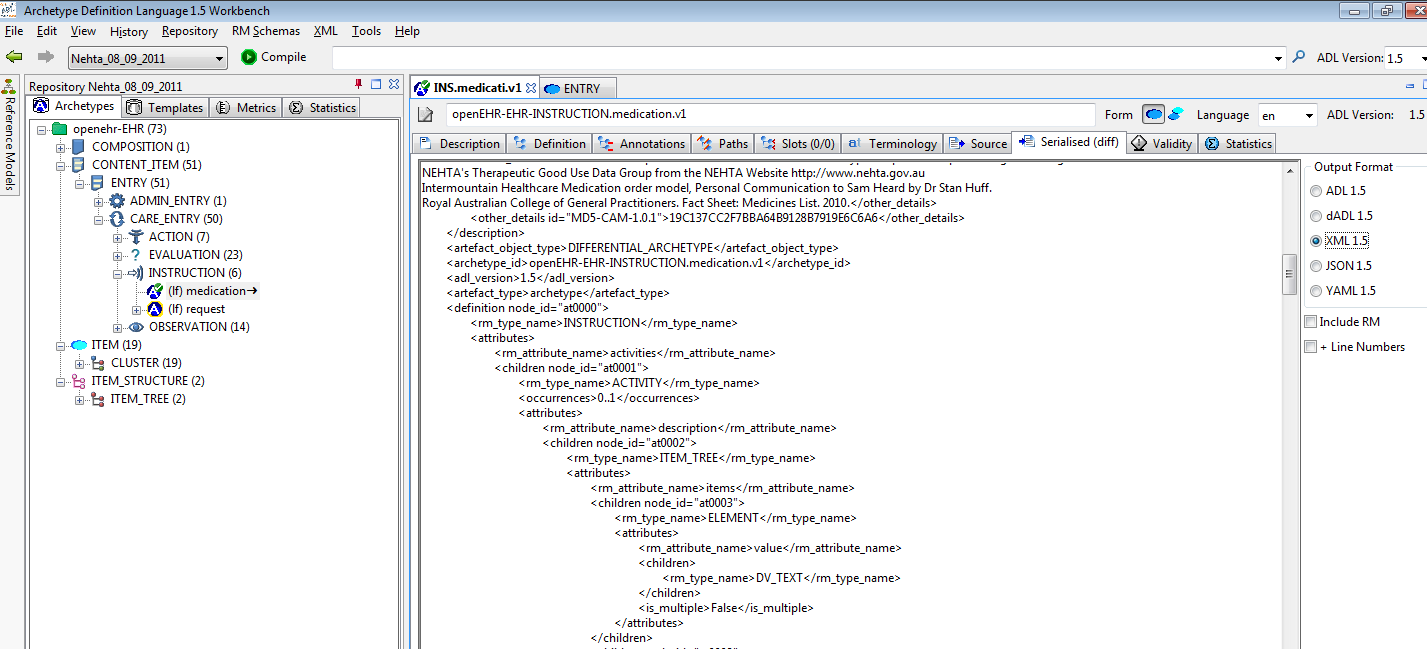 Archetype Definition Language 1.5 Workbench
File Edit View History Repository RM Schemas XML Tools Help
Nehta_08_09_2011 Compile ADL Version: 1.5
Reference Models
Repository Nehta_08_09_2011
Archetypes Templates Metrics Statistics
openehr-EHR (73)
COMPOSITION (1)
CONTENT_ITEM (51)
ENTRY (51)
ADMIN_ENTRY (1)
CARE_ENTRY (50)
ACTION (7)
EVALUATION (23)
INSTRUCTION (6)
(lf) medication→
(lf) request
OBSERVATION (14)
ITEM (19)
CLUSTER (19)
ITEM_STRUCTURE (2)
ITEM_TREE (2)
INS.medicati.v1 ENTRY
openEHR-EHR-INSTRUCTION.medication.v1 Form Language en ADL Version: 1.5
Description Definition Annotations Paths Slots (0/0) Terminology Source Serialised (diff) Validity Statistics
NEHTA's Therapeutic Good Use Data Group from the NEHTA Website http://www.nehta.gov.au
Intermountain Healthcare Medication order model, Personal Communication to Sam Heard by Dr Stan Huff.
Royal Australian College of General Practitioners. Fact Sheet: Medicines List. 2010.</other_details>
<other_details id="MD5-CAM-1.0.1">19C137CC2F7BBA64B9128B7919E6C6A6</other_details>
</description>
<artefact_object_type>DIFFERENTIAL_ARCHETYPE</artefact_object_type>
<archetype_id>openEHR-EHR-INSTRUCTION.medication.v1</archetype_id>
<adl_version>1.5</adl_version>
<artefact_type>archetype</artefact_type>
<definition node_id="at0000">
<rm_type_name>INSTRUCTION</rm_type_name>
<attributes>
<rm_attribute_name>activities</rm_attribute_name>
<children node_id="at0001">
<rm_type_name>ACTIVITY</rm_type_name>
<occurrences>0..1</occurrences>
<attributes>
<rm_attribute_name>description</rm_attribute_name>
<children node_id="at0002">
<rm_type_name>ITEM_TREE</rm_type_name>
<attributes>
<rm_attribute_name>items</rm_attribute_name>
<children node_id="at0003">
<rm_type_name>ELEMENT</rm_type_name>
<attributes>
<rm_attribute_name>value</rm_attribute_name>
<children>
<rm_type_name>DV_TEXT</rm_type_name>
</children>
<is_multiple>False</is_multiple>
</attributes>
</children>
Output Format
ADL 1.5
dADL 1.5
XML 1.5
JSON 1.5
YAML 1.5
Include RM
+ Line Numbers